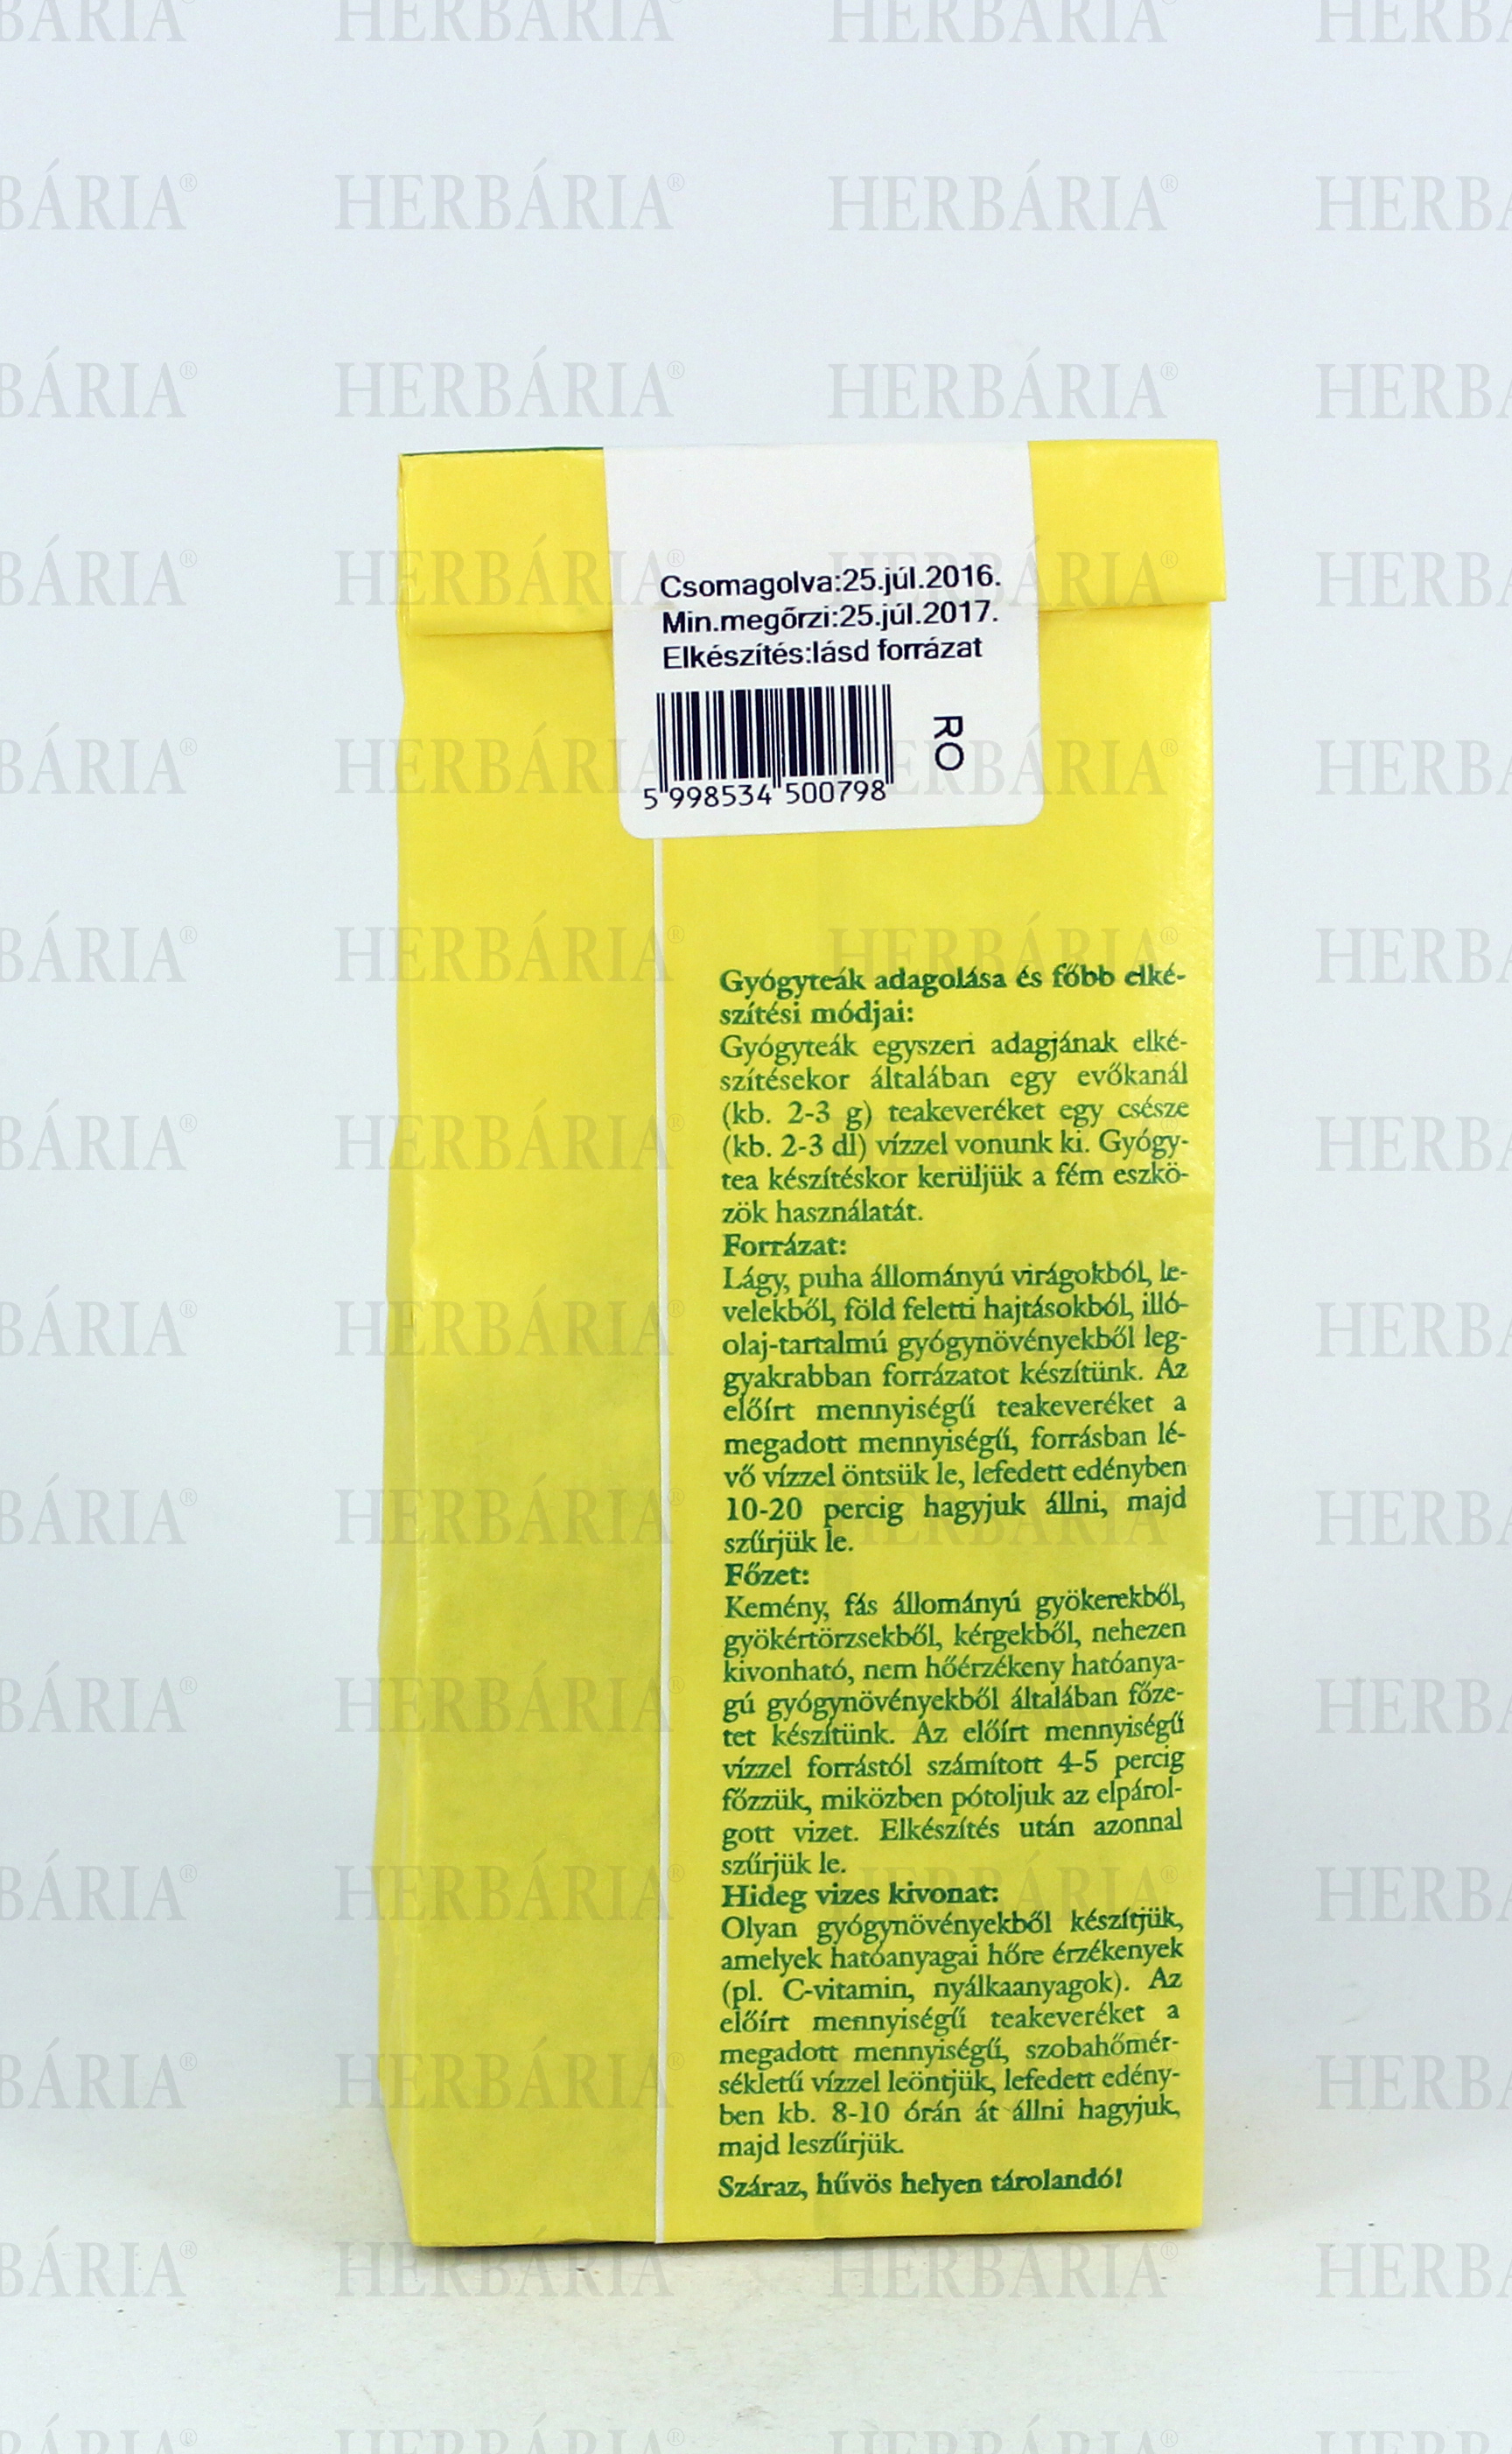 Csomagolva:25.júl.2016.
Min.megőrzi:25.júl.2017.
Elkészítés:lásd forrázat
RO
5 998534 500798
Gyógyteák adagolása és főbb elké-
szítési módjai:
Gyógyteák egyszeri adagjának elké-
szítésekor általában egy evőkanál
(kb. 2-3 g) teakeveréket egy csésze
(kb. 2-3 dl) vízzel vonunk ki. Gyógy-
tea készítéskor kerüljük a fém eszkö-
zök használatát.
Forrázat:
Lágy, puha állományú virágokból, le-
velekből, föld feletti hajtásokból, illó-
olaj-tartalmú gyógynövényekből leg-
gyakrabban forrázatot készítünk. Az
előírt mennyiségű teakeveréket a
megadott mennyiségű, forrásban lé-
vő vízzel öntsük le, lefedett edényben
10-20 percig hagyjuk állni, majd
szűrjük le.
Főzet:
Kemény, fás állományú gyökerekből,
gyökértörzsekből, kérgekből, nehezen
kivonható, nem hőérzékeny hatóanya-
gú gyógynövényekből általában főze-
tet készítünk. Az előírt mennyiségű
vízzel forrástól számított 4-5 percig
főzzük, miközben pótoljuk az elpárol-
gott vizet. Elkészítés után azonnal
szűrjük le.
Hideg vizes kivonat:
Olyan gyógynövényekből készítjük,
amelyek hatóanyagai hőre érzékenyek
(pl. C-vitamin, nyálkaanyagok). Az
előírt mennyiségű teakeveréket a
megadott mennyiségű, szobahőmér-
sékletű vízzel leöntjük, lefedett edény-
ben kb. 8-10 órán át állni hagyjuk,
majd leszűrjük.
Száraz, hűvös helyen tárolandó!
HERBÁRIA®